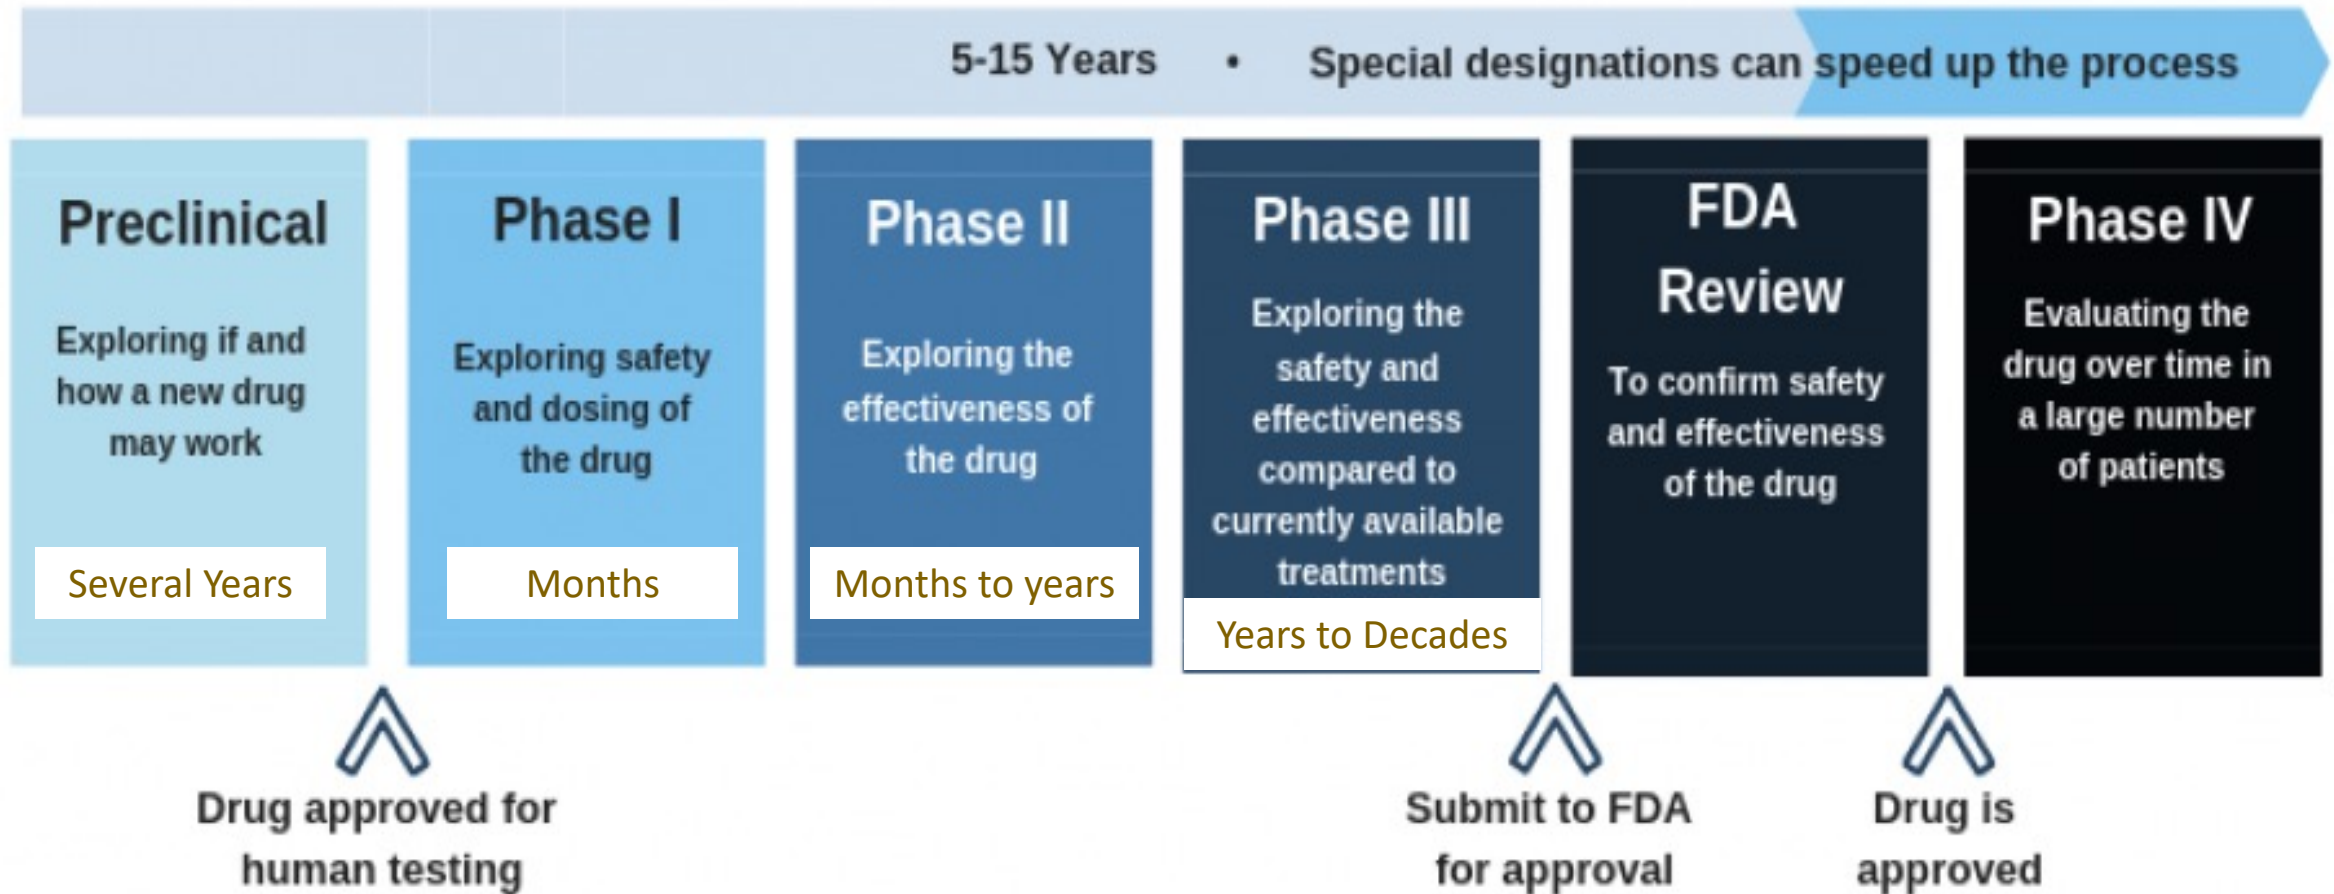 5-15 Years • Special designations can speed up the process
Preclinical
Exploring if and
how a new drug
may work
Several Years
Phase I
Exploring safety
and dosing of
the drug
Months
Phase II
Exploring the
effectiveness of
the drug
Months to years
Phase III
Exploring the
safety and
effectiveness
compared to
currently available
treatments
Years to Decades
FDA
Review
To confirm safety
and effectiveness
of the drug
Phase IV
Evaluating the
drug over time in
a large number
of patients
Drug approved for
human testing
Submit to FDA
for approval
Drug is
approved